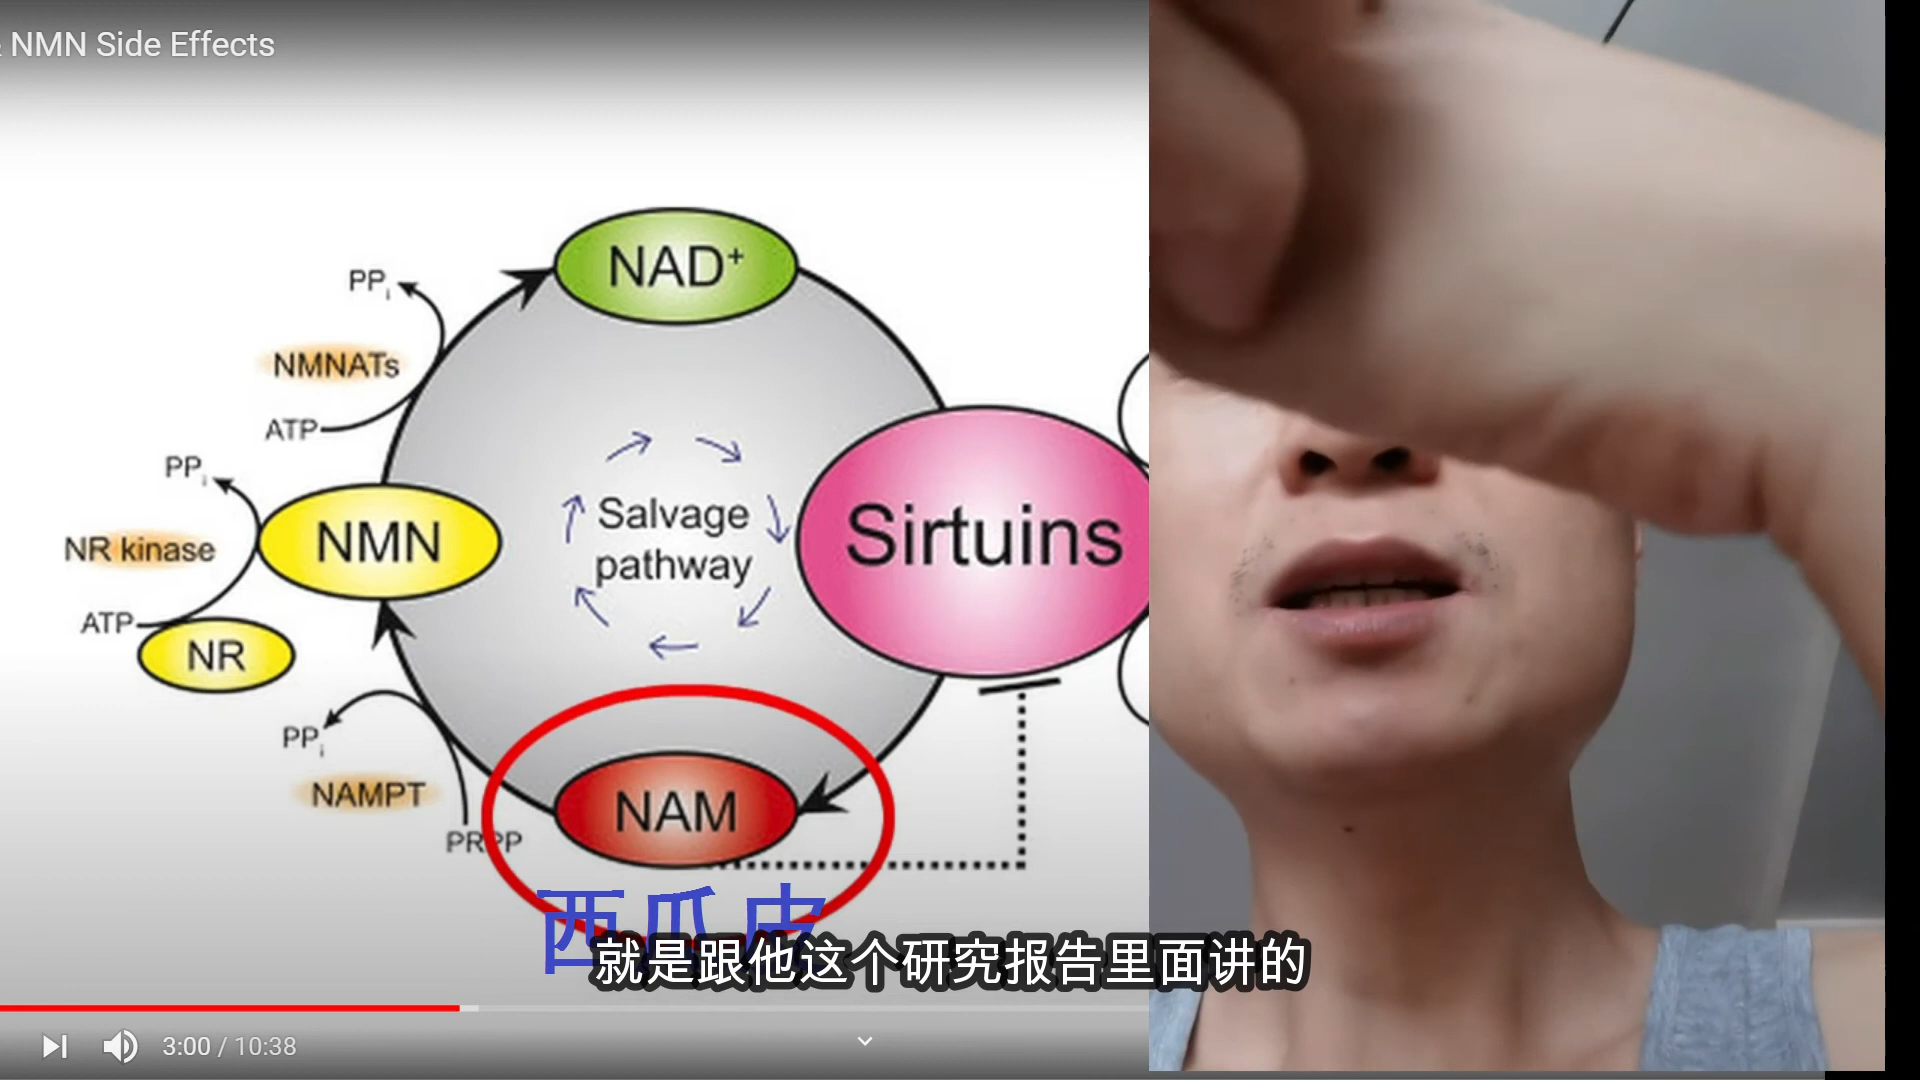 NMN Side Effects
NAD+
PPi
NMNATs
ATP
PPi
Salvage
pathway
Sirtuins
NMN
NR kinase
ATP
NR
PPi
NAMPT
NAM
PRPP
西瓜皮
就是跟他这个研究报告里面讲的
3:00 / 10:38